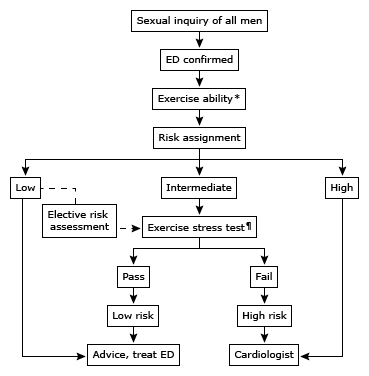 Sexual inquiry of all men
ED confirmed
Exercise ability*
Risk assignment
Low
Intermediate
High
Elective risk
assessment
Exercise stress test¶
Pass
Fail
Low risk
High risk
Advice, treat ED
Cardiologist